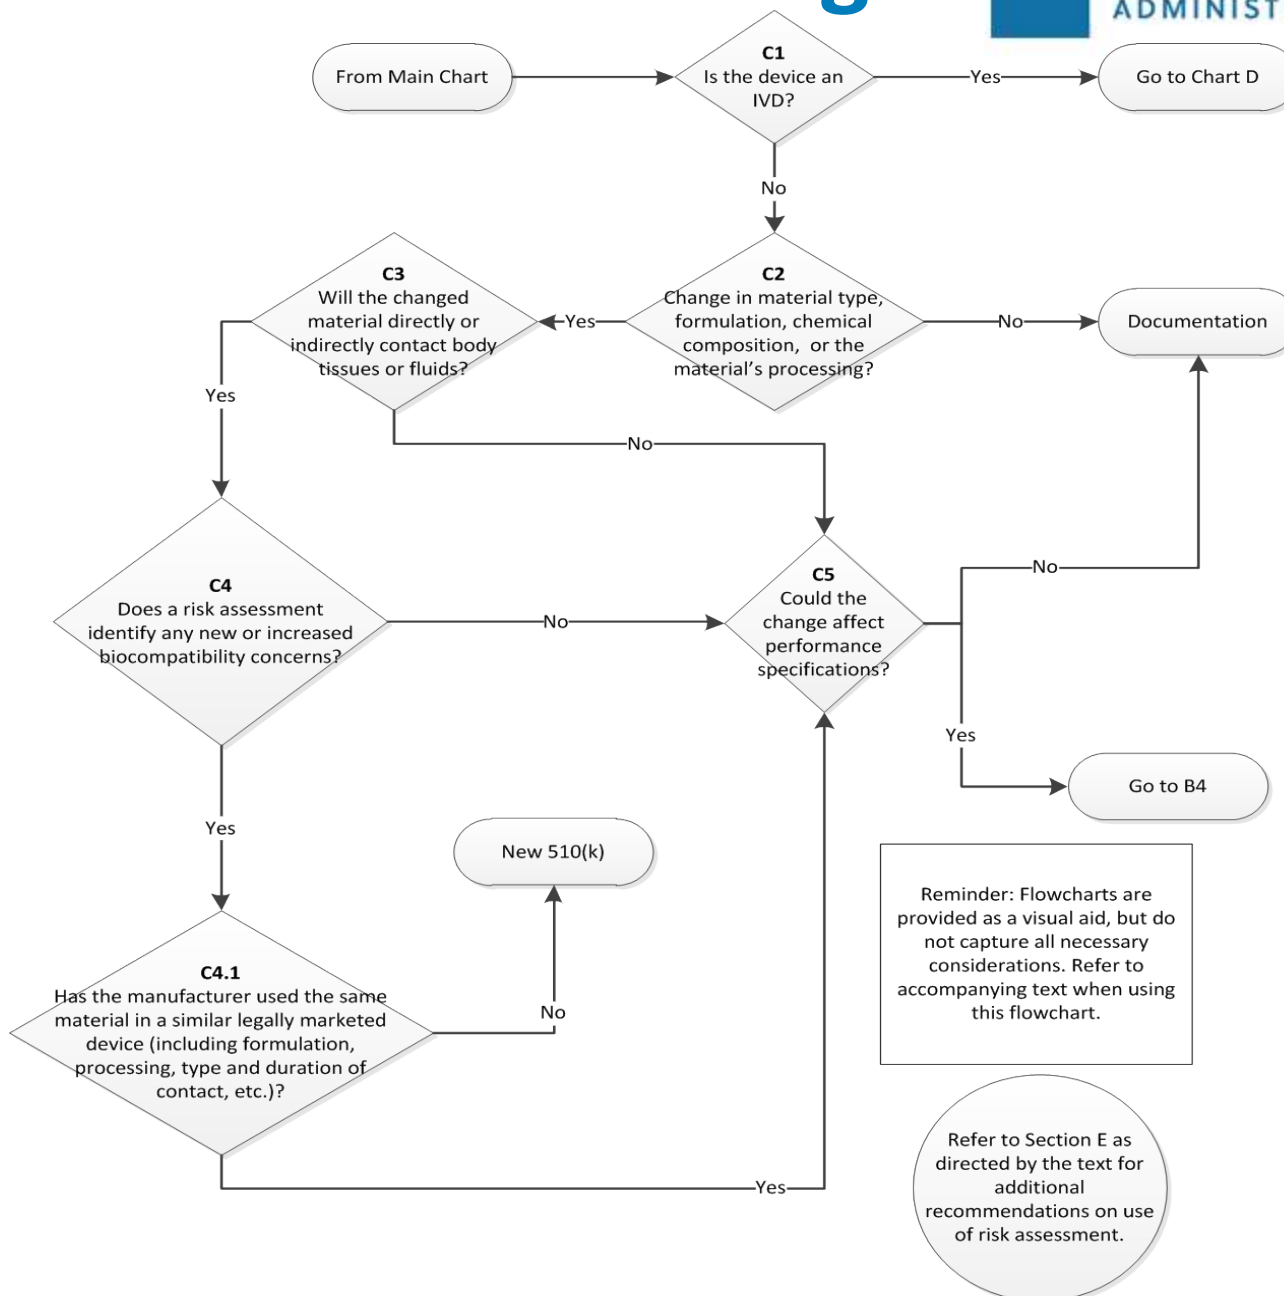 g
ADMINIST
From Main Chart
C1
Is the device an
IVD?
Yes
Go to Chart D
No
C3
Will the changed
material directly or
indirectly contact body
tissues or fluids?
Yes
C2
Change in material type,
formulation, chemical
composition, or the
material's processing?
No
Documentation
Yes
No
C4
Does a risk assessment
identify any new or increased
biocompatibility concerns?
No
C5
Could the
change affect
performance
specifications?
No
Yes
Go to B4
Yes
New 510(k)
C4.1
Has the manufacturer used the same
material in a similar legally marketed
device (including formulation,
processing, type and duration of
contact, etc.)?
No
Yes
Reminder: Flowcharts are
provided as a visual aid, but do
not capture all necessary
considerations. Refer to
accompanying text when using
this flowchart.
Refer to Section E as
directed by the text for
additional
recommendations on use
of risk assessment.